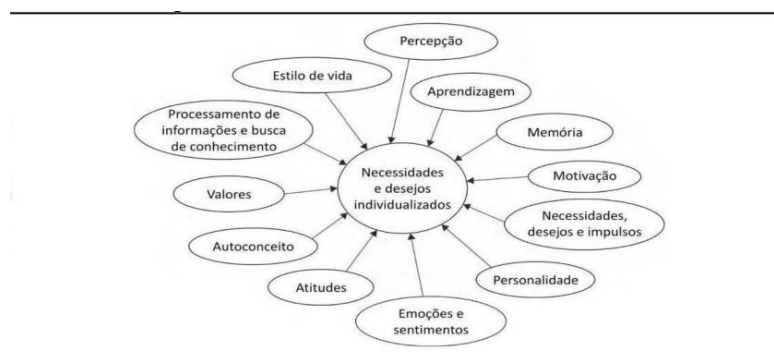 Percepção
Estilo de vida
Aprendizagem
Processamento de
informações e busca
de conhecimento
Memória
Necessidades
e desejos
individualizados
Motivação
Valores
Necessidades,
desejos e impulsos
Autoconceito
Personalidade
Atitudes
Emoções e
sentimentos